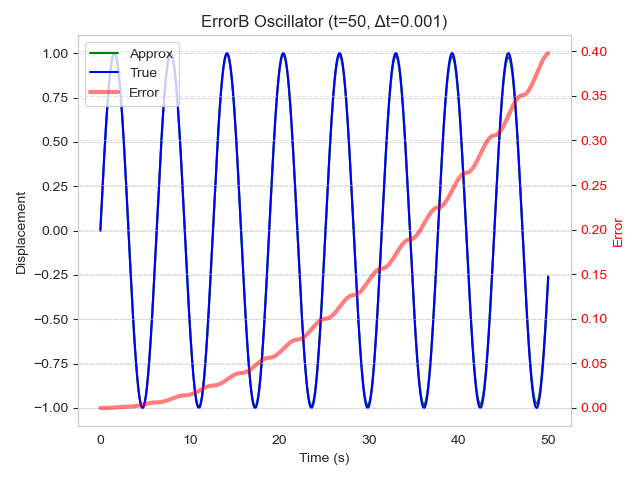 ErrorB Oscillator (t=50, Δt=0.001)
Approx
True
Error
1.00
0.75
0.50
0.25
0.00
−0.25
−0.50
−0.75
−1.00
Displacement
0.40
0.35
0.30
0.25
0.20
0.15
0.10
0.05
0.00
Error
0 10 20 30 40 50
Time (s)